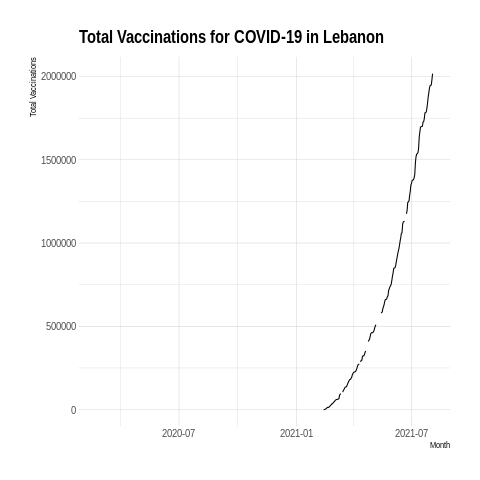 Total Vaccinations for COVID-19 in Lebanon
Total Vaccinations
2000000
1500000
1000000
500000
0
2020-07 2021-01 2021-07
Month